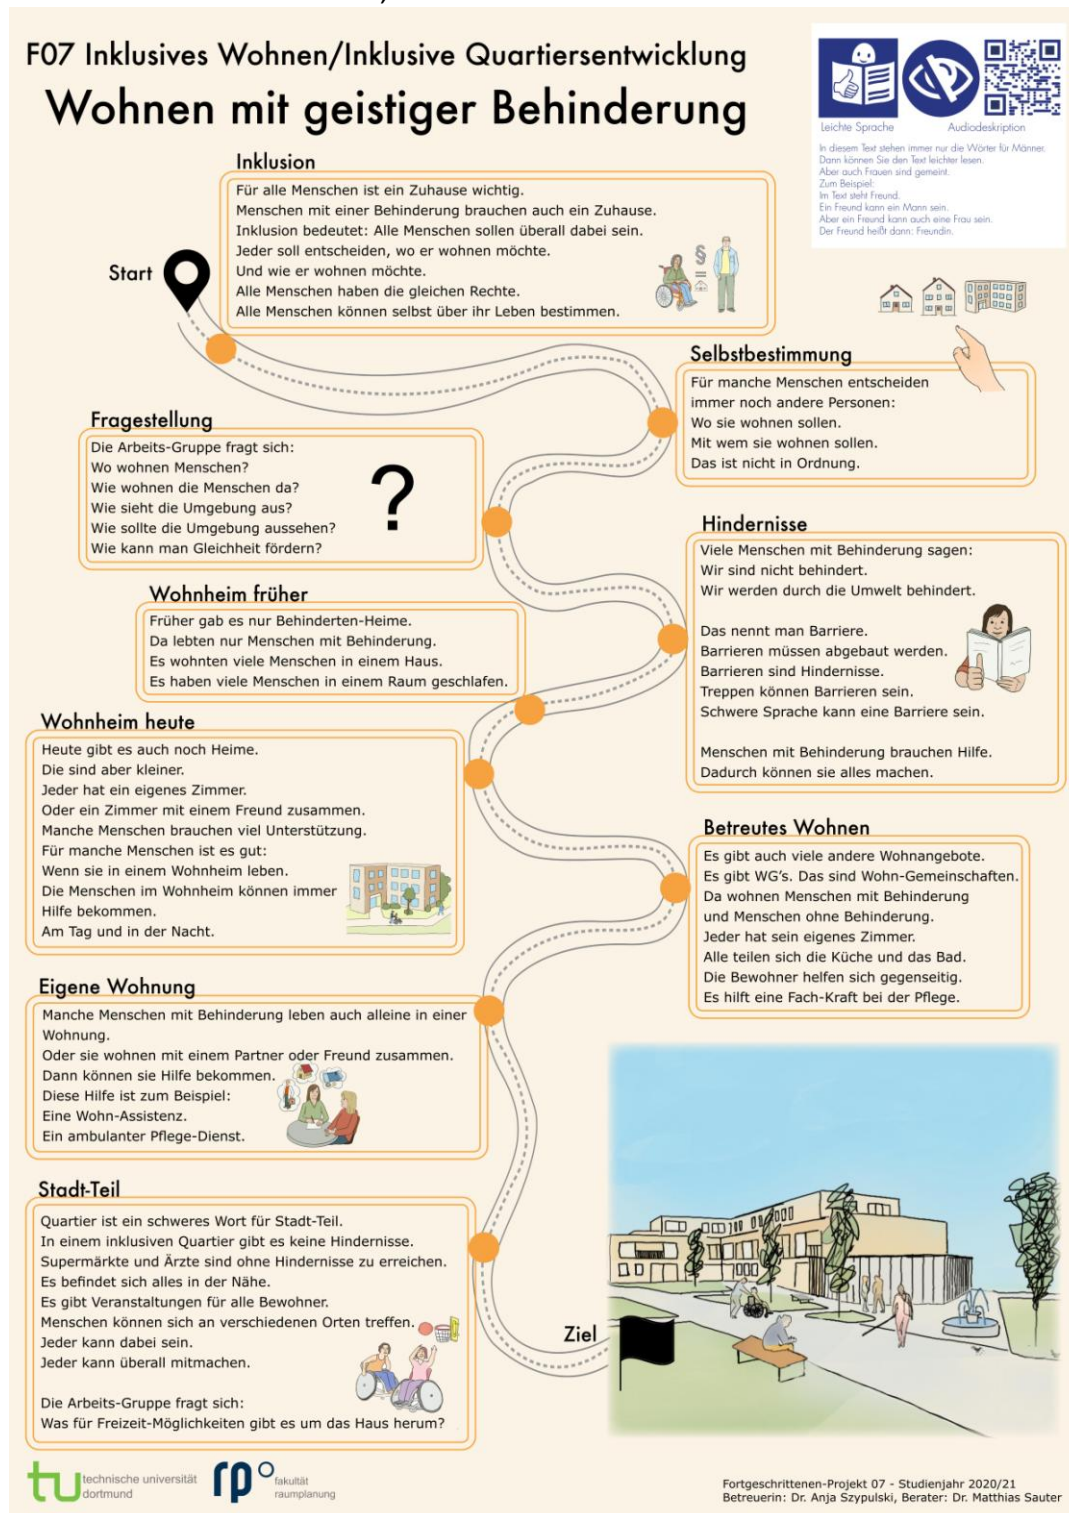 F07 Inklusives Wohnen/Inklusive Quartiersentwicklung
Wohnen mit geistiger Behinderung
Leichte Sprache
Audiodeskription
In diesem Text stehen immer nur die Wörter für Männer.
Dann können Sie den Text leichter lesen.
Aber auch Frauen sind gemeint.
Zum Beispiel:
Im Text steht Freund.
Ein Freund kann ein Mann sein.
Aber ein Freund kann auch eine Frau sein.
Der Freund heißt dann: Freundin.
Start
Inklusion
Für alle Menschen ist ein Zuhause wichtig.
Menschen mit einer Behinderung brauchen auch ein Zuhause.
Inklusion bedeutet: Alle Menschen sollen überall dabei sein.
Jeder soll entscheiden, wo er wohnen möchte.
Und wie er wohnen möchte.
Alle Menschen haben die gleichen Rechte.
Alle Menschen können selbst über ihr Leben bestimmen.
§
=
Selbstbestimmung
Für manche Menschen entscheiden
immer noch andere Personen:
Wo sie wohnen sollen.
Mit wem sie wohnen sollen.
Das ist nicht in Ordnung.
Fragestellung
Die Arbeits-Gruppe fragt sich:
Wo wohnen Menschen?
Wie wohnen die Menschen da?
Wie sieht die Umgebung aus?
Wie sollte die Umgebung aussehen?
Wie kann man Gleichheit fördern?
?
Hindernisse
Viele Menschen mit Behinderung sagen:
Wir sind nicht behindert.
Wir werden durch die Umwelt behindert.
Das nennt man Barriere.
Barrieren müssen abgebaut werden.
Barrieren sind Hindernisse.
Treppen können Barrieren sein.
Schwere Sprache kann eine Barriere sein.
Menschen mit Behinderung brauchen Hilfe.
Dadurch können sie alles machen.
Wohnheim früher
Früher gab es nur Behinderten-Heime.
Da lebten nur Menschen mit Behinderung.
Es wohnten viele Menschen in einem Haus.
Es haben viele Menschen in einem Raum geschlafen.
Wohnheim heute
Heute gibt es auch noch Heime.
Die sind aber kleiner.
Jeder hat ein eigenes Zimmer.
Oder ein Zimmer mit einem Freund zusammen.
Manche Menschen brauchen viel Unterstützung.
Für manche Menschen ist es gut:
Wenn sie in einem Wohnheim leben.
Die Menschen im Wohnheim können immer
Hilfe bekommen.
Am Tag und in der Nacht.
Betreutes Wohnen
Es gibt auch viele andere Wohnangebote.
Es gibt WG's. Das sind Wohn-Gemeinschaften.
Da wohnen Menschen mit Behinderung
und Menschen ohne Behinderung.
Jeder hat sein eigenes Zimmer.
Alle teilen sich die Küche und das Bad.
Die Bewohner helfen sich gegenseitig.
Es hilft eine Fach-Kraft bei der Pflege.
Eigene Wohnung
Manche Menschen mit Behinderung leben auch alleine in einer
Wohnung.
Oder sie wohnen mit einem Partner oder Freund zusammen.
Dann können sie Hilfe bekommen.
Diese Hilfe ist zum Beispiel:
Eine Wohn-Assistenz.
Ein ambulanter Pflege-Dienst.
Stadt-Teil
Quartier ist ein schweres Wort für Stadt-Teil.
In einem inklusiven Quartier gibt es keine Hindernisse.
Supermärkte und Ärzte sind ohne Hindernisse zu erreichen.
Es befindet sich alles in der Nähe.
Es gibt Veranstaltungen für alle Bewohner.
Menschen können sich an verschiedenen Orten treffen.
Jeder kann dabei sein.
Jeder kann überall mitmachen.
Die Arbeits-Gruppe fragt sich:
Was für Freizeit-Möglichkeiten gibt es um das Haus herum?
Ziel
tu technische universität
dortmund
rp fakultät
raumplanung
Fortgeschrittenen-Projekt 07 - Studienjahr 2020/21
Betreuerin: Dr. Anja Szypulski, Berater: Dr. Matthias Sauter